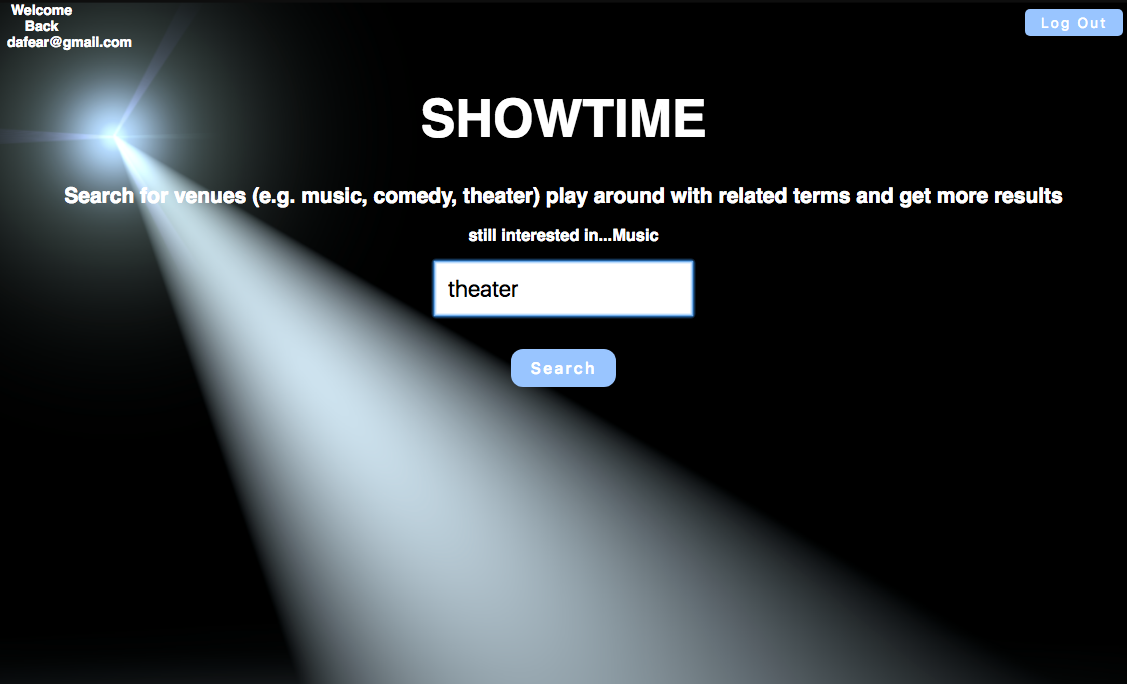 Welcome
Back
dafear@gmail.com
Log Out
SHOWTIME
Search for venues (e.g. music, comedy, theater) play around with related terms and get more results
still interested in...Music
theater
Search